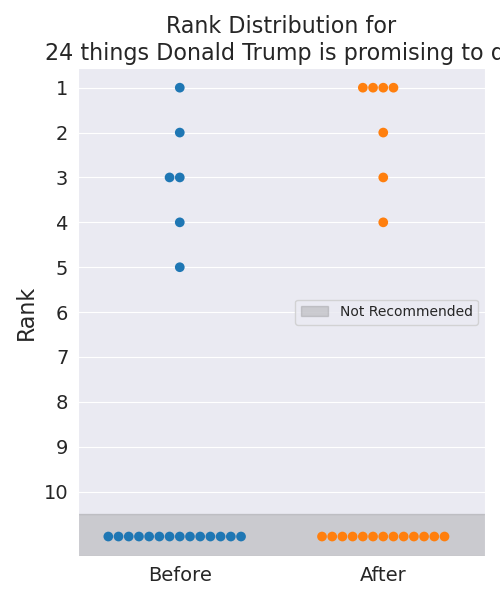 Rank Distribution for
24 things Donald Trump is promising to d
Rank
1
2
3
4
5
6
7
8
9
10
Not Recommended
Before
After